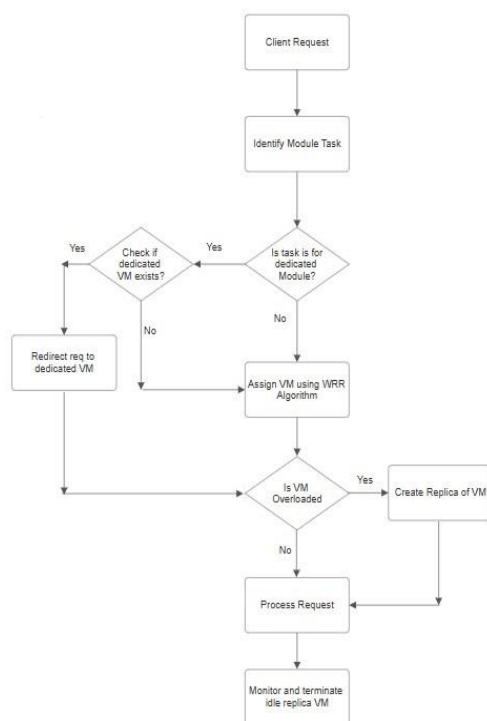 Client Request
Identify Module Task
Yes
Check if
dedicated
VM exists?
Yes
Is task is for
dedicated
Module?
No
No
Redirect req to
dedicated VM
Assign VM using WRR
Algorithm
Is VM
Overloaded
Yes
Create Replica of VM
No
Process Request
Monitor and terminate
idle replica VM